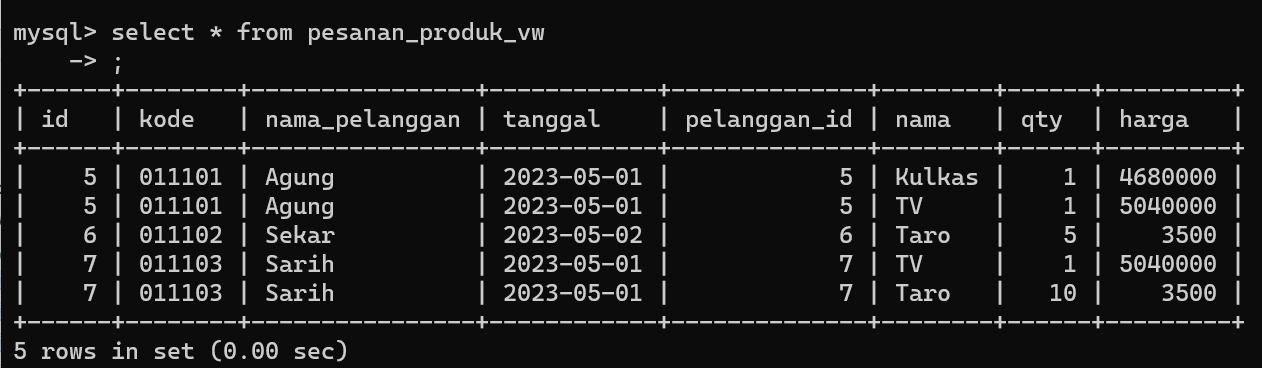 mysql> select * from pesanan_produk_vw
    -> ;
+------+--------+----------------+------------+--------------+--------+------+---------+
| id   | kode   | nama_pelanggan | tanggal    | pelanggan_id | nama   | qty  | harga   |
+------+--------+----------------+------------+--------------+--------+------+---------+
|    5 | 011101 | Agung          | 2023-05-01 |            5 | Kulkas |    1 | 4680000 |
|    5 | 011101 | Agung          | 2023-05-01 |            5 | TV     |    1 | 5040000 |
|    6 | 011102 | Sekar          | 2023-05-02 |            6 | Taro   |    5 |    3500 |
|    7 | 011103 | Sarih          | 2023-05-01 |            7 | TV     |    1 | 5040000 |
|    7 | 011103 | Sarih          | 2023-05-01 |            7 | Taro   |   10 |    3500 |
+------+--------+----------------+------------+--------------+--------+------+---------+
5 rows in set (0.00 sec)